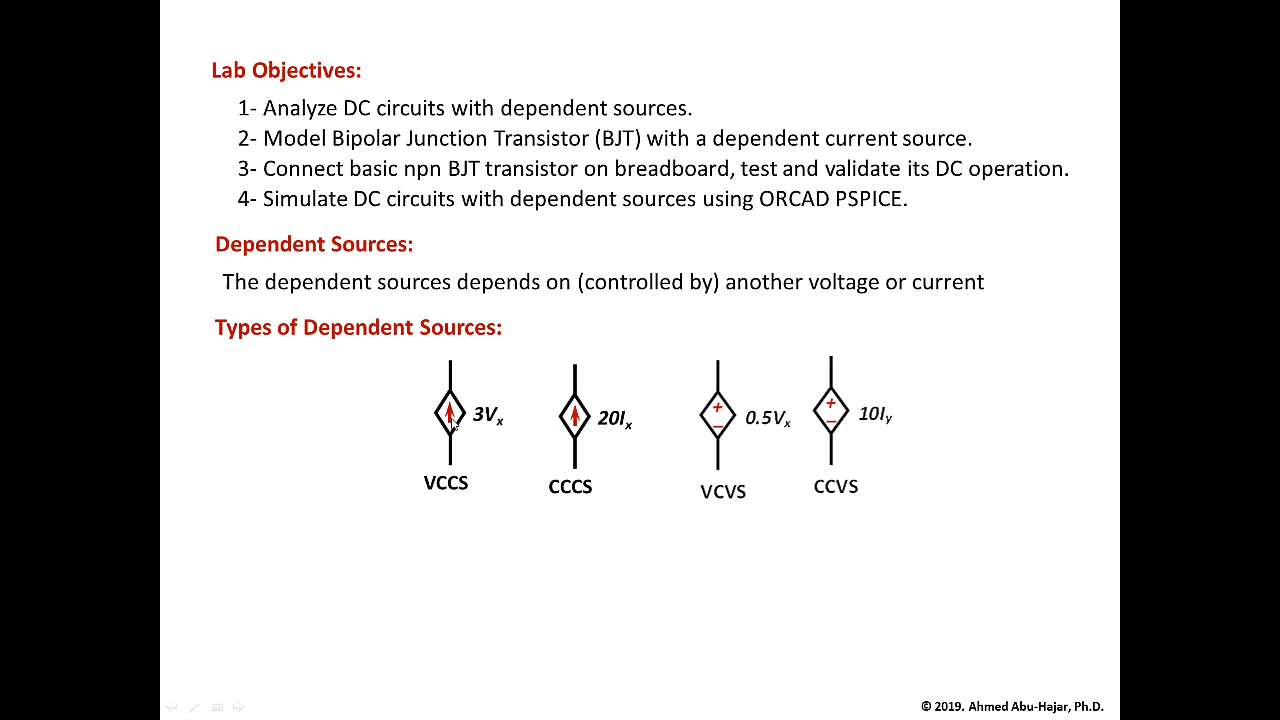 Lab Objectives:
1- Analyze DC circuits with dependent sources.
2- Model Bipolar Junction Transistor (BJT) with a dependent current source.
3- Connect basic npn BJT transistor on breadboard, test and validate its DC operation.
4- Simulate DC circuits with dependent sources using ORCAD PSPICE.
Dependent Sources:
The dependent sources depends on (controlled by) another voltage or current
Types of Dependent Sources:
3Vx 20Ix 0.5Vx 10Iy
+ − + −
VCCS CCCS VCVS CCVS
© 2019. Ahmed Abu-Hajar, Ph.D.